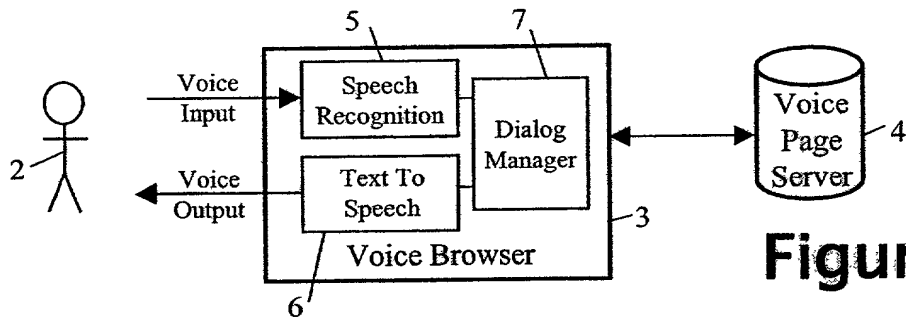 5
7
Voice
Input
Speech
Recognition
Dialog
Manager
Voice
Page
Server
4
2
Voice
Output
Text To
Speech
3
Voice Browser
6
Figur